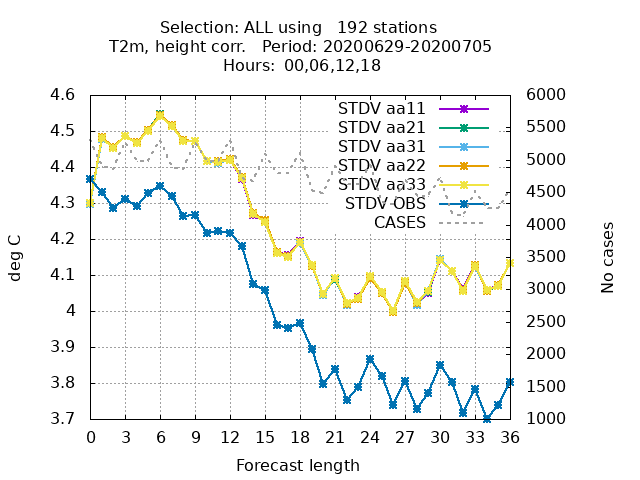 Selection: ALL using   192 stations
T2m, height corr.   Period: 20200629-20200705
Hours: 00,06,12,18
4.6
4.5
4.4
4.3
4.2
4.1
4
3.9
3.8
3.7
deg C
6000
5500
5000
4500
4000
3500
3000
2500
2000
1500
1000
No cases
STDV aa11
STDV aa21
STDV aa31
STDV aa22
STDV aa33
STDV OBS
CASES
0 3 6 9 12 15 18 21 24 27 30 33 36
Forecast length